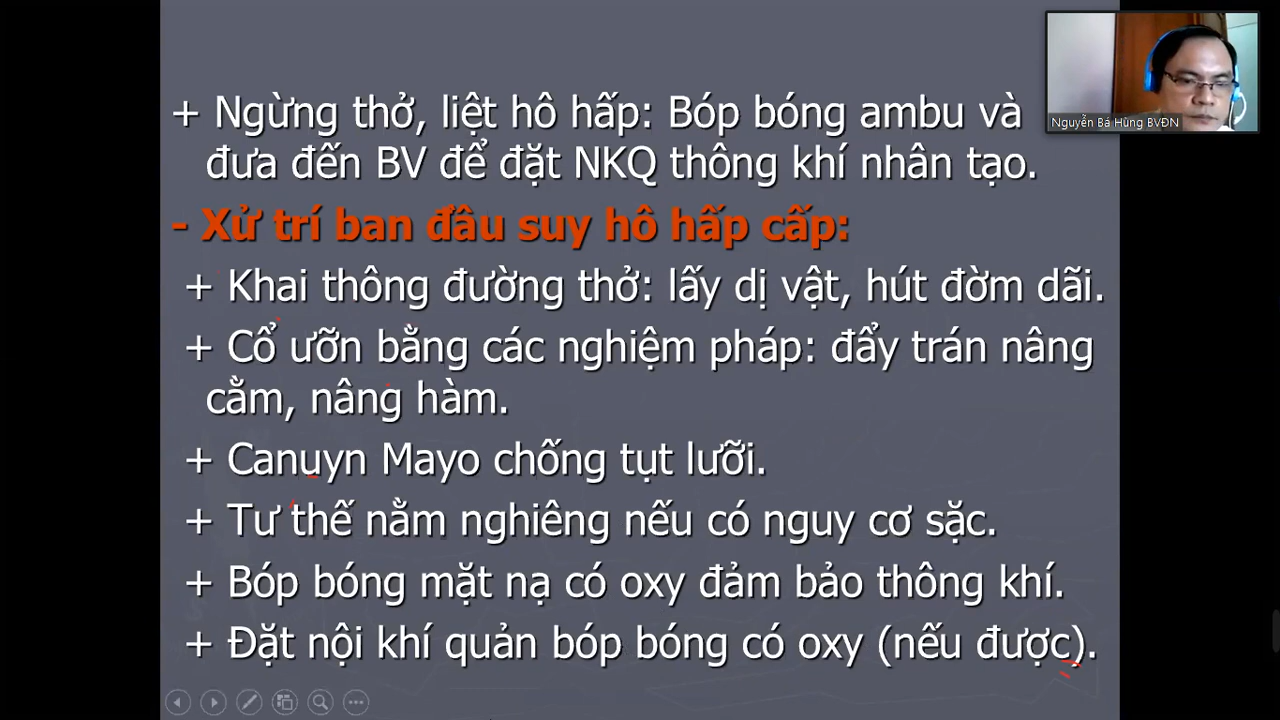 + Ngừng thở, liệt hô hấp: Bóp bóng ambu và
đưa đến BV để đặt NKQ thông khí nhân tạo.
- Xử trí ban đầu suy hô hấp cấp:
+ Khai thông đường thở: lấy dị vật, hút đờm dãi.
+ Cổ ưỡn bằng các nghiệm pháp: đẩy trán nâng
cằm, nâng hàm.
+ Canuyn Mayo chống tụt lưỡi.
+ Tư thế nằm nghiêng nếu có nguy cơ sặc.
+ Bóp bóng mặt nạ có oxy đảm bảo thông khí.
+ Đặt nội khí quản bóp bóng có oxy (nếu được).
Nguyễn Bá Hùng BVĐN